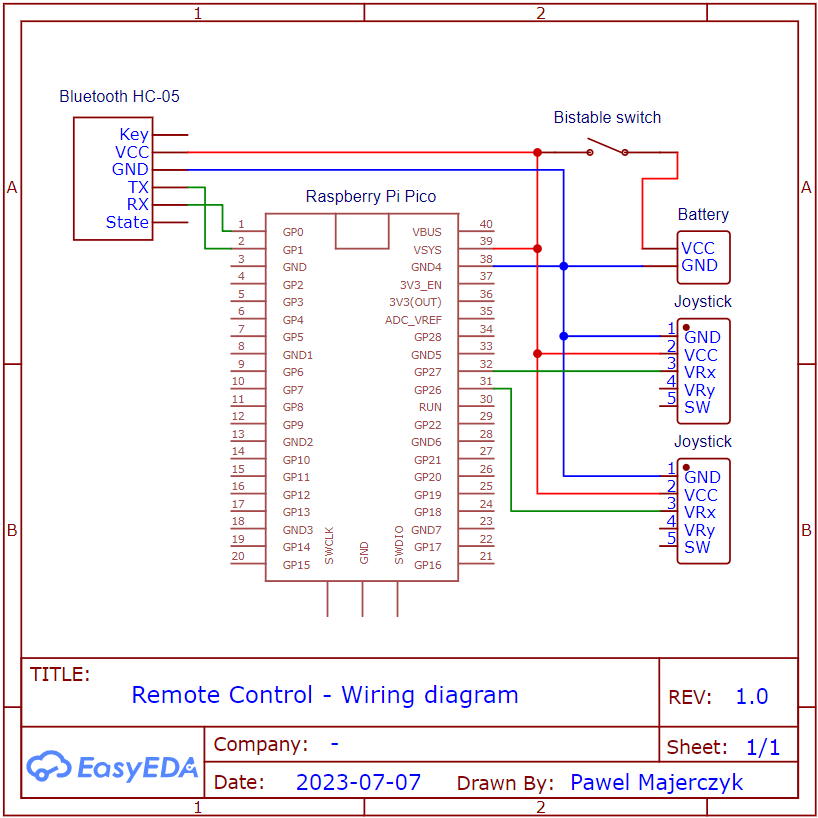 1 2
Bluetooth HC-05
Key
VCC
GND
TX
RX
State
Bistable switch
A A
Raspberry Pi Pico
1 GP0 VBUS 40
2 GP1 VSYS 39
3 GND GND4 38
4 GP2 3V3_EN 37
5 GP3 3V3(OUT) 36
6 GP4 ADC_VREF 35
7 GP5 GP28 34
8 GND1 GND5 33
9 GP6 GP27 32
10 GP7 GP26 31
11 GP8 RUN 30
12 GP9 GP22 29
13 GND2 GND6 28
14 GP10 GP21 27
15 GP11 GP20 26
16 GP12 GP19 25
17 GP13 GP18 24
18 GND3 GND7 23
19 GP14 GP17 22
20 GP15 GP16 21
SWCLK GND SWDIO
Battery
VCC
GND
Joystick
1 GND
2 VCC
3 VRx
4 VRy
5 SW
Joystick
1 GND
2 VCC
3 VRx
4 VRy
5 SW
B B
TITLE:
Remote Control - Wiring diagram
REV: 1.0
EasyEDA
Company: -
Sheet: 1/1
Date: 2023-07-07 Drawn By: Pawel Majerczyk
1 2